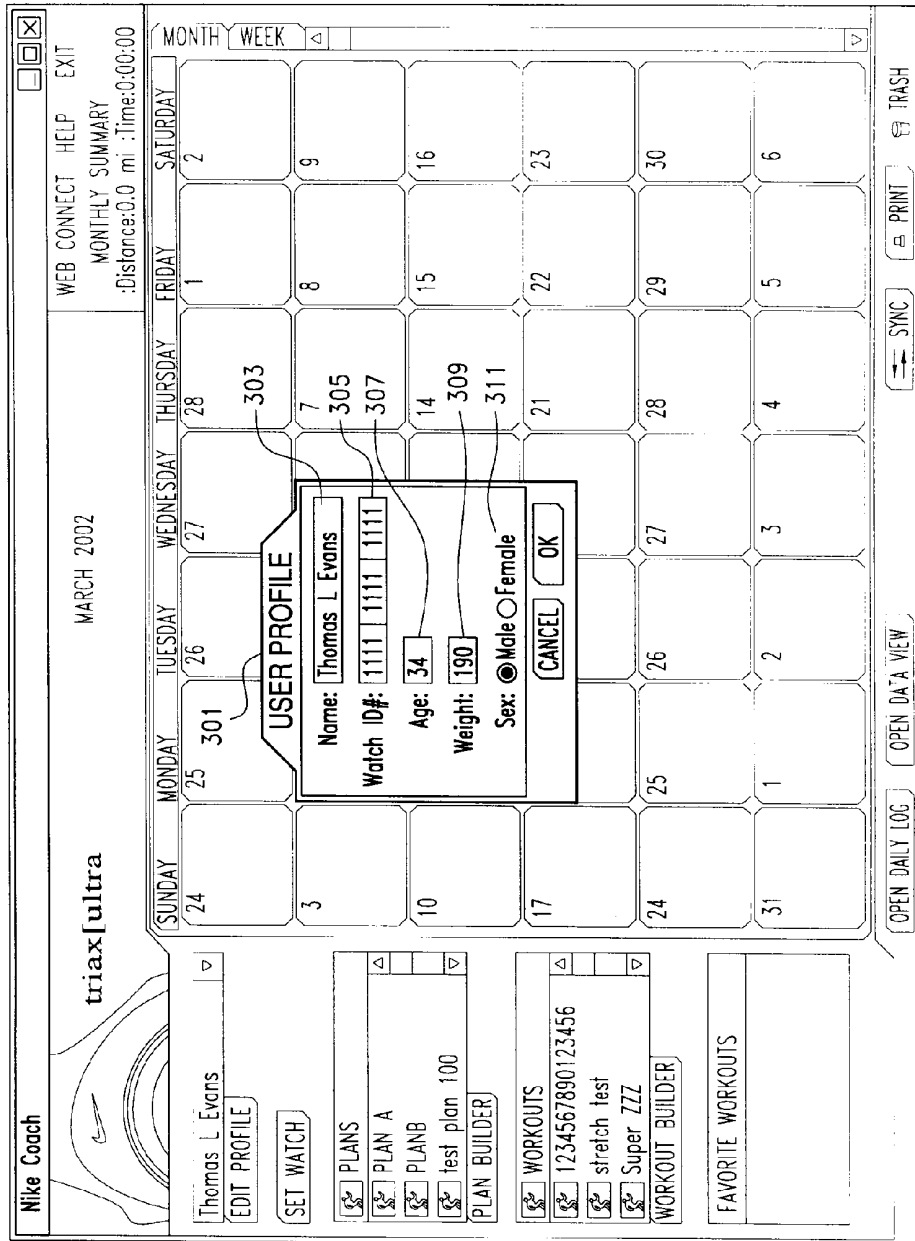 Nike Coach
triax[ultra
MARCH 2002
WEB CONNECT HELP EXIT
MONTHLY SUMMARY
:Distance:0.0 mi :Time:0:00:00
Thomas L Evans
EDIT PROFILE
SET WATCH
PLANS
PLAN A
PLANB
test plan 100
PLAN BUILDER
WORKOUTS
1234567890123456
stretch test
Super ZZZ
WORKOUT BUILDER
FAVORITE WORKOUTS
SUNDAY MONDAY TUESDAY WEDNESDAY THURSDAY FRIDAY SATURDAY
MONTH WEEK
24 25 26 27 28 1 2
3 7 8 9
10 14 15 16
17 21 22 23
24 25 26 27 28 29 30
31 1 2 3 4 5 6
301
USER PROFILE
Name: Thomas L Evans
303
Watch ID#: 1111 1111 1111 1111
305
Age: 34
307
Weight: 190
309
Sex: Male Female
311
CANCEL OK
OPEN DAILY LOG OPEN DATA VIEW SYNC PRINT TRASH